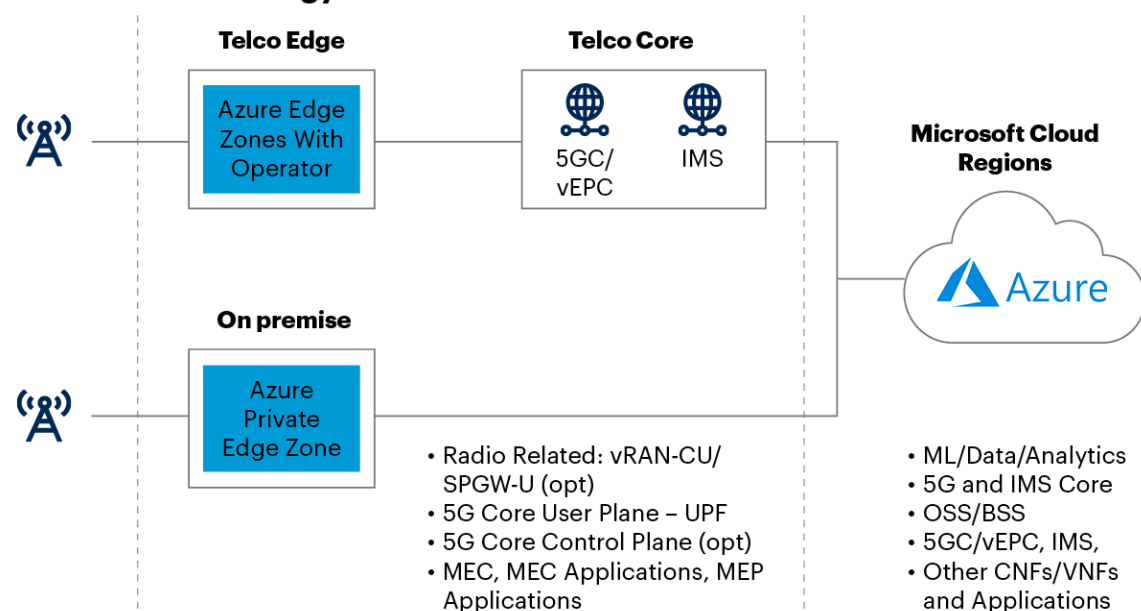 Telco Edge
Telco Core
Azure Edge
Zones With
Operator
5GC/
vEPC
IMS
Microsoft Cloud
Regions
Azure
On premise
Azure
Private
Edge Zone
• Radio Related: vRAN-CU/
SPGW-U (opt)
• 5G Core User Plane – UPF
• 5G Core Control Plane (opt)
• MEC, MEC Applications, MEP
Applications
• ML/Data/Analytics
• 5G and IMS Core
• OSS/BSS
• 5GC/vEPC, IMS,
• Other CNFs/VNFs
and Applications